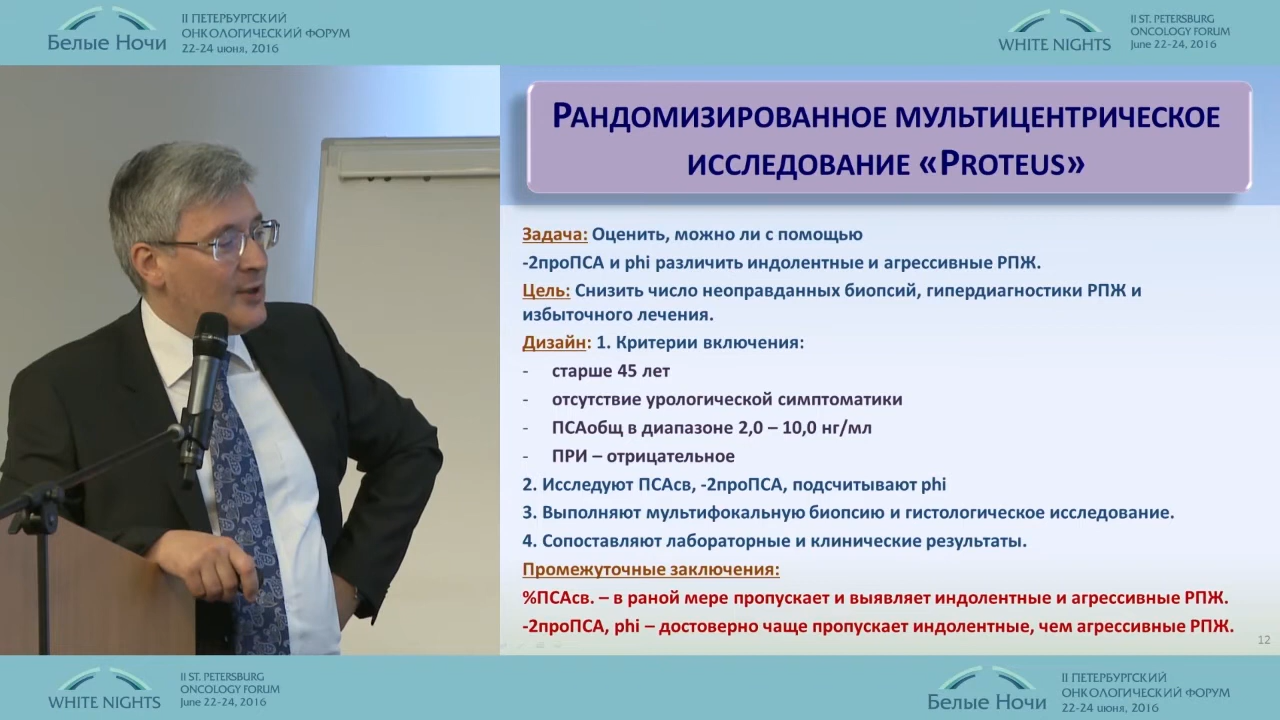 Белые Ночи
II ПЕТЕРБУРГСКИЙ
ОНКОЛОГИЧЕСКИЙ ФОРУМ
22-24 июня, 2016
WHITE NIGHTS
II ST. PETERSBURG
ONCOLOGY FORUM
June 22-24, 2016
РАНДОМИЗИРОВАННОЕ МУЛЬТИЦЕНТРИЧЕСКОЕ
ИССЛЕДОВАНИЕ «PROTEUS»
Задача: Оценить, можно ли с помощью
-2проПСА и phi различить индолентные и агрессивные РПЖ.
Цель: Снизить число неоправданных биопсий, гипердиагностики РПЖ и
избыточного лечения.
Дизайн: 1. Критерии включения:
- старше 45 лет
- отсутствие урологической симптоматики
- ПСАобщ в диапазоне 2,0 – 10,0 нг/мл
- ПРИ – отрицательное
2. Исследуют ПСАсв, -2проПСА, подсчитывают phi
3. Выполняют мультифокальную биопсию и гистологическое исследование.
4. Сопоставляют лабораторные и клинические результаты.
Промежуточные заключения:
%ПСАсв. – в раной мере пропускает и выявляет индолентные и агрессивные РПЖ.
-2проПСА, phi – достоверно чаще пропускает индолентные, чем агрессивные РПЖ.
12
WHITE NIGHTS
II ST. PETERSBURG
ONCOLOGY FORUM
June 22-24, 2016
Белые Ночи
II ПЕТЕРБУРГСКИЙ
ОНКОЛОГИЧЕСКИЙ ФОРУМ
22-24 июня, 2016